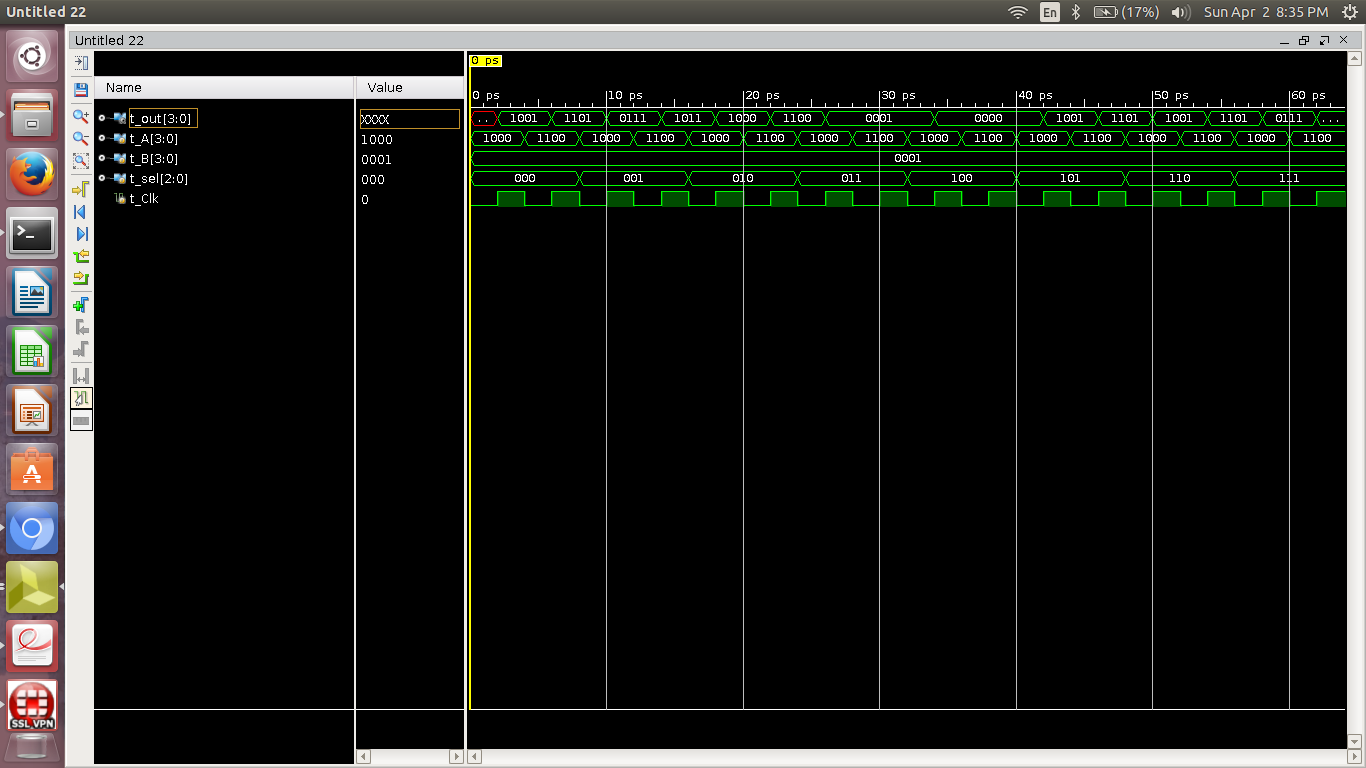 Untitled 22
En
(17%)
Sun Apr 2 8:35 PM
Untitled 22
0 ps
Name Value
0 ps 10 ps 20 ps 30 ps 40 ps 50 ps 60 ps
t_out[3:0] XXXX ... 1001 1101 0111 1011 1000 1100 0001 0000 1001 1101 1001 1101 0111 ...
t_A[3:0] 1000 1000 1100 1000 1100 1000 1100 1000 1100 1000 1100 1000 1100 1000 1100 1000 1100
t_B[3:0] 0001 0001
t_sel[2:0] 000 000 001 010 011 100 101 110 111
t_Clk 0
SSL_VPN